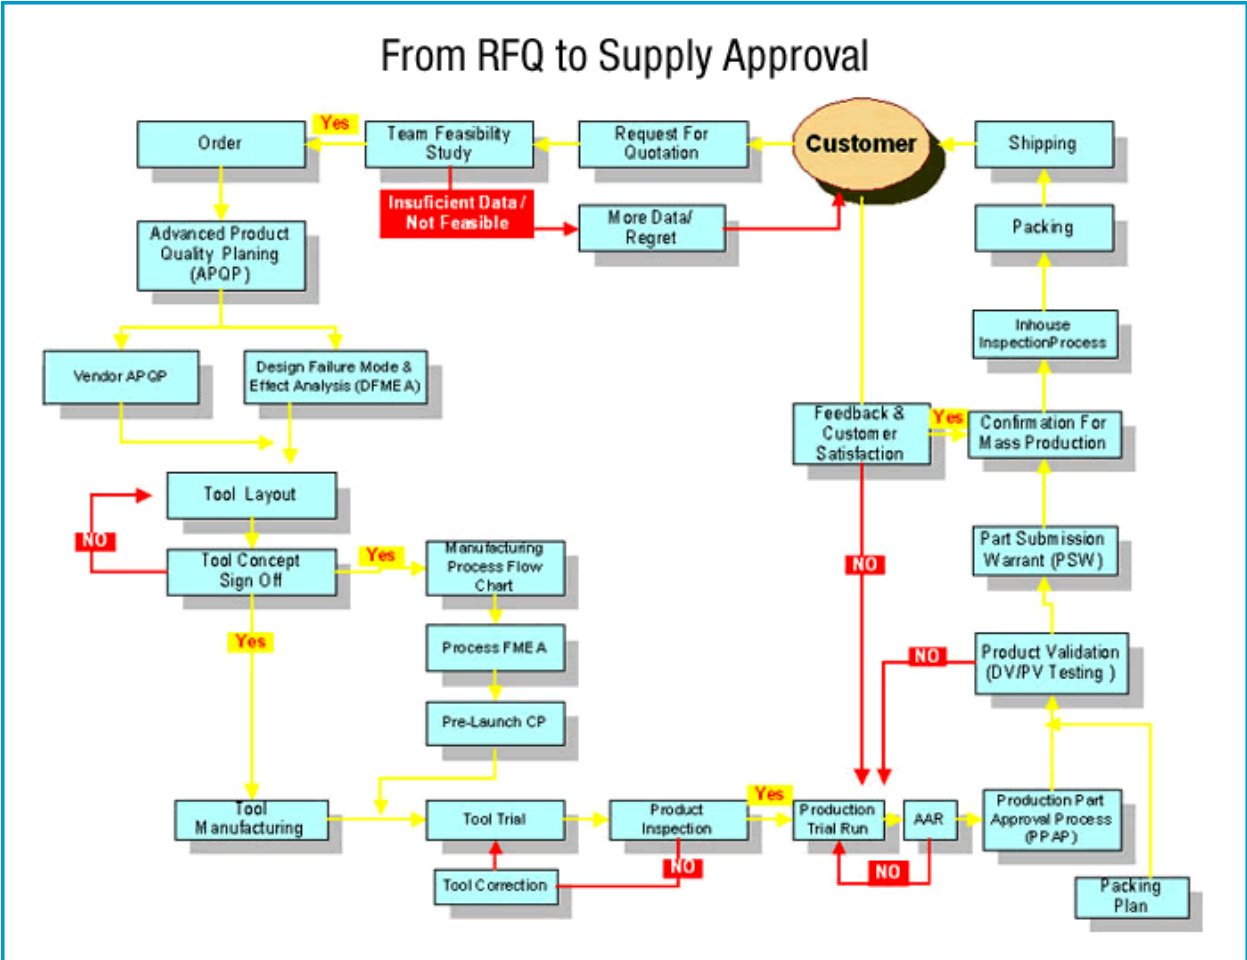 From RFQ to Supply Approval
Order
Yes
Team Feasibility
Study
Request For
Quotation
Customer
Shipping
Insuficient Data /
Not Feasible
More Data/
Regret
Packing
Advanced Product
Quality Planing
(APQP)
Inhouse
InspectionProcess
Vendor APQP
Design Failure Mode &
Effect Analysis (DFMEA)
Feedback &
Customer
Satisfaction
Yes
Confirmation For
Mass Production
Tool Layout
NO
Tool Concept
Sign Off
Yes
Manufacturing
Process Flow
Chart
NO
Part Submission
Warrant (PSW)
Yes
Process FMEA
NO
Product Validation
(DV/PV Testing )
Pre-Launch CP
Tool
Manufacturing
Tool Trial
Product
Inspection
Yes
Production
Trial Run
AAR
Production Part
Approval Process
(PPAP)
NO
NO
Tool Correction
Packing
Plan